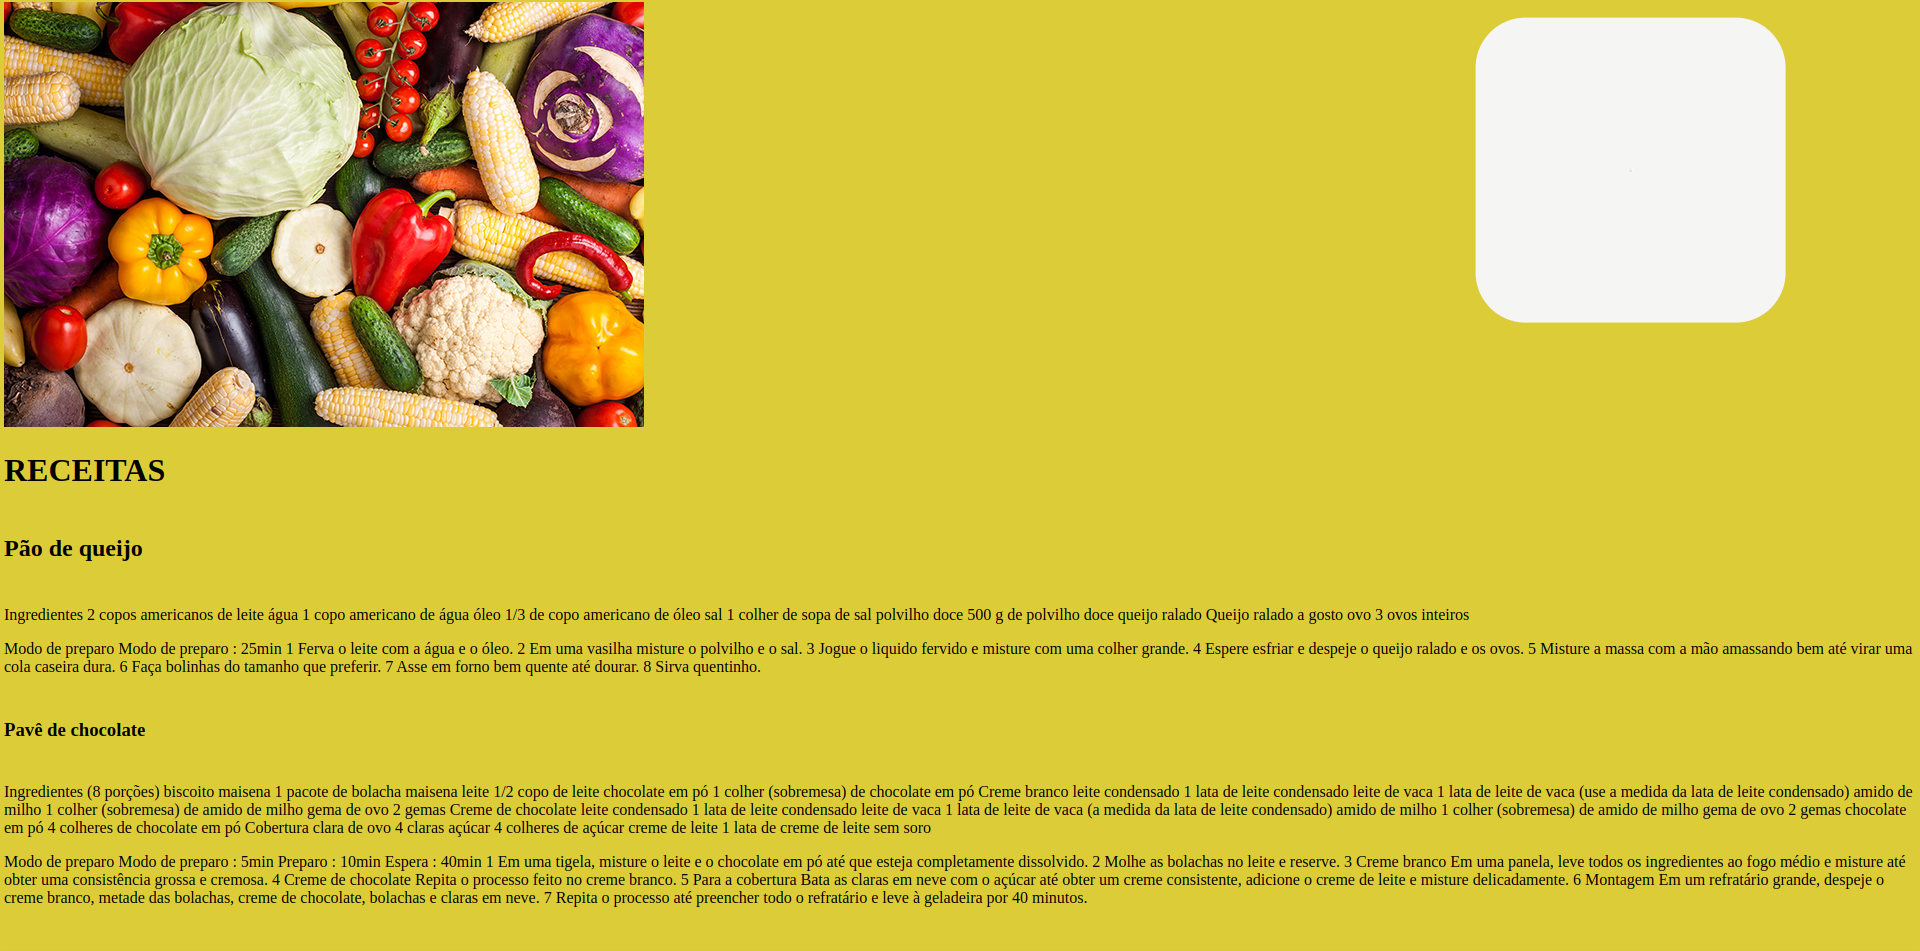 RECEITAS
Pão de queijo
Ingredientes 2 copos americanos de leite água 1 copo americano de água óleo 1/3 de copo americano de óleo sal 1 colher de sopa de sal polvilho doce 500 g de polvilho doce queijo ralado Queijo ralado a gosto ovo 3 ovos inteiros
Modo de preparo Modo de preparo : 25min 1 Ferva o leite com a água e o óleo. 2 Em uma vasilha misture o polvilho e o sal. 3 Jogue o liquido fervido e misture com uma colher grande. 4 Espere esfriar e despeje o queijo ralado e os ovos. 5 Misture a massa com a mão amassando bem até virar uma
cola caseira dura. 6 Faça bolinhas do tamanho que preferir. 7 Asse em forno bem quente até dourar. 8 Sirva quentinho.
Pavê de chocolate
Ingredientes (8 porções) biscoito maisena 1 pacote de bolacha maisena leite 1/2 copo de leite chocolate em pó 1 colher (sobremesa) de chocolate em pó Creme branco leite condensado 1 lata de leite condensado leite de vaca 1 lata de leite de vaca (use a medida da lata de leite condensado) amido de
milho 1 colher (sobremesa) de amido de milho gema de ovo 2 gemas Creme de chocolate leite condensado 1 lata de leite condensado leite de vaca 1 lata de leite de vaca (a medida da lata de leite condensado) amido de milho 1 colher (sobremesa) de amido de milho gema de ovo 2 gemas chocolate
em pó 4 colheres de chocolate em pó Cobertura clara de ovo 4 claras açúcar 4 colheres de açúcar creme de leite 1 lata de creme de leite sem soro
Modo de preparo Modo de preparo : 5min Preparo : 10min Espera : 40min 1 Em uma tigela, misture o leite e o chocolate em pó até que esteja completamente dissolvido. 2 Molhe as bolachas no leite e reserve. 3 Creme branco Em uma panela, leve todos os ingredientes ao fogo médio e misture até
obter uma consistência grossa e cremosa. 4 Creme de chocolate Repita o processo feito no creme branco. 5 Para a cobertura Bata as claras em neve com o açúcar até obter um creme consistente, adicione o creme de leite e misture delicadamente. 6 Montagem Em um refratário grande, despeje o
creme branco, metade das bolachas, creme de chocolate, bolachas e claras em neve. 7 Repita o processo até preencher todo o refratário e leve à geladeira por 40 minutos.